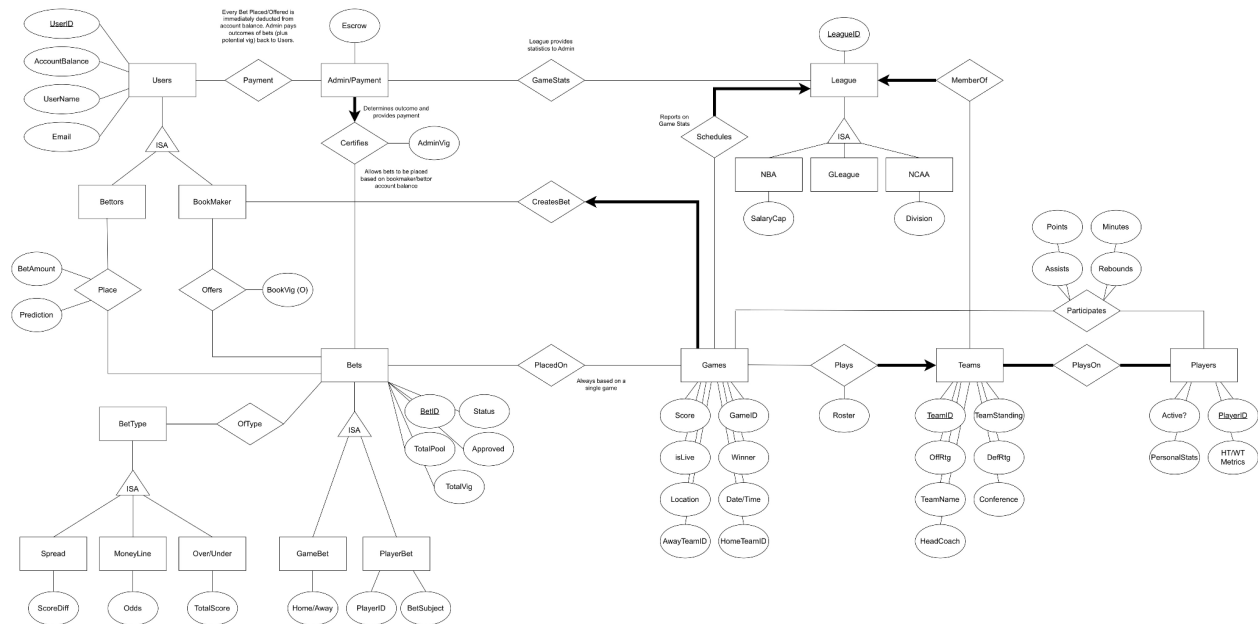 UserID
AccountBalance
UserName
Email
Users
Every Bet Placed/Offered is
immediately deducted from
account balance. Admin pays
outcomes of bets (plus
potential vig) back to Users.
Payment
Escrow
Admin/Payment
Determines outcome and
provides payment
Certifies
AdminVig
Allows bets to be placed
based on bookmaker/bettor
account balance
League provides
statistics to Admin
GameStats
LeagueID
League
MemberOf
Reports on
Game Stats
Schedules
ISA
NBA
GLeague
NCAA
SalaryCap
Division
ISA
Bettors
BookMaker
CreatesBet
BetAmount
Prediction
Place
Offers
BookVig (O)
Points
Minutes
Assists
Rebounds
Participates
Bets
PlacedOn
Always based on a
single game
Games
Plays
Roster
Teams
PlaysOn
Players
BetType
OfType
ISA
Spread
MoneyLine
Over/Under
ScoreDiff
Odds
TotalScore
ISA
BetID
Status
TotalPool
Approved
TotalVig
GameBet
PlayerBet
Home/Away
PlayerID
BetSubject
Score
GameID
isLive
Winner
Location
Date/Time
AwayTeamID
HomeTeamID
TeamID
TeamStanding
OffRtg
DefRtg
TeamName
Conference
HeadCoach
Active?
PlayerID
PersonalStats
HT/WT
Metrics